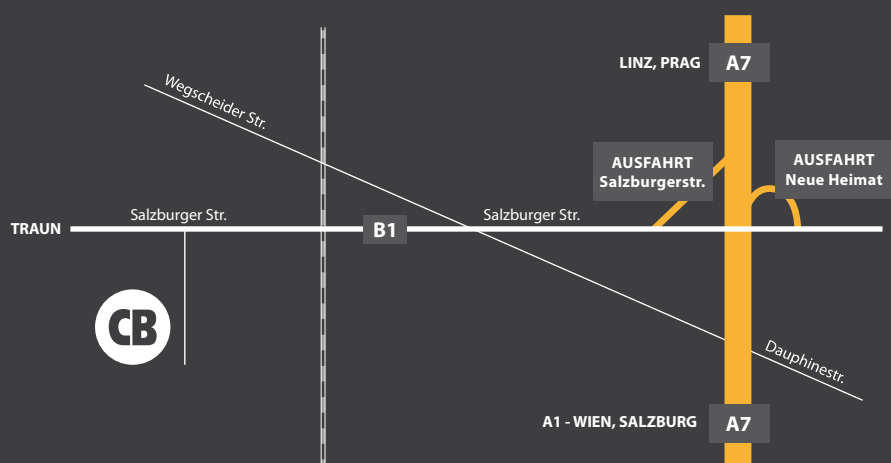 LINZ, PRAG
A7
Wegscheider Str.
AUSFAHRT
Salzburgerstr.
AUSFAHRT
Neue Heimat
Salzburger Str.
Salzburger Str.
TRAUN
B1
CB
Dauphinestr.
A1 - WIEN, SALZBURG
A7